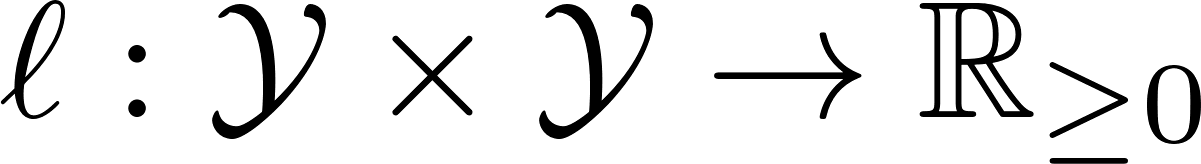 ℓ : 𝒴 × 𝒴 → ℝ≥0